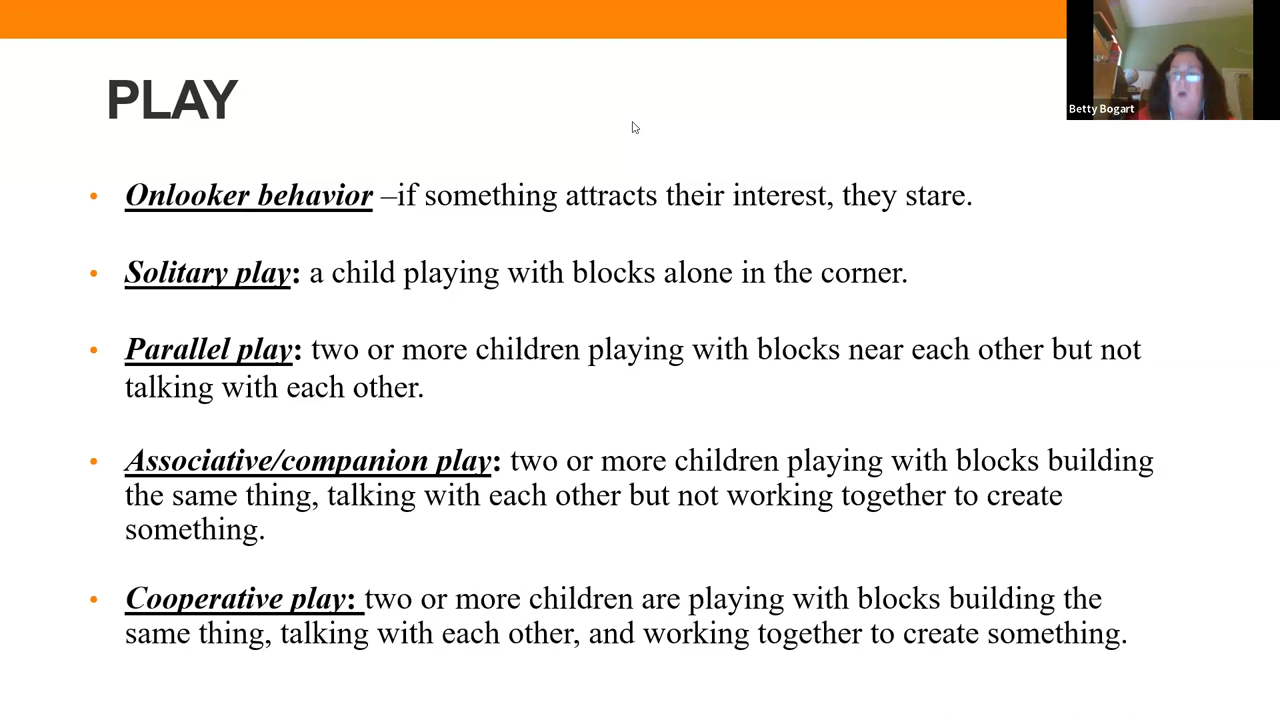 PLAY
Betty Bogart
• Onlooker behavior –if something attracts their interest, they stare.
• Solitary play: a child playing with blocks alone in the corner.
• Parallel play: two or more children playing with blocks near each other but not
talking with each other.
• Associative/companion play: two or more children playing with blocks building
the same thing, talking with each other but not working together to create
something.
• Cooperative play: two or more children are playing with blocks building the
same thing, talking with each other, and working together to create something.